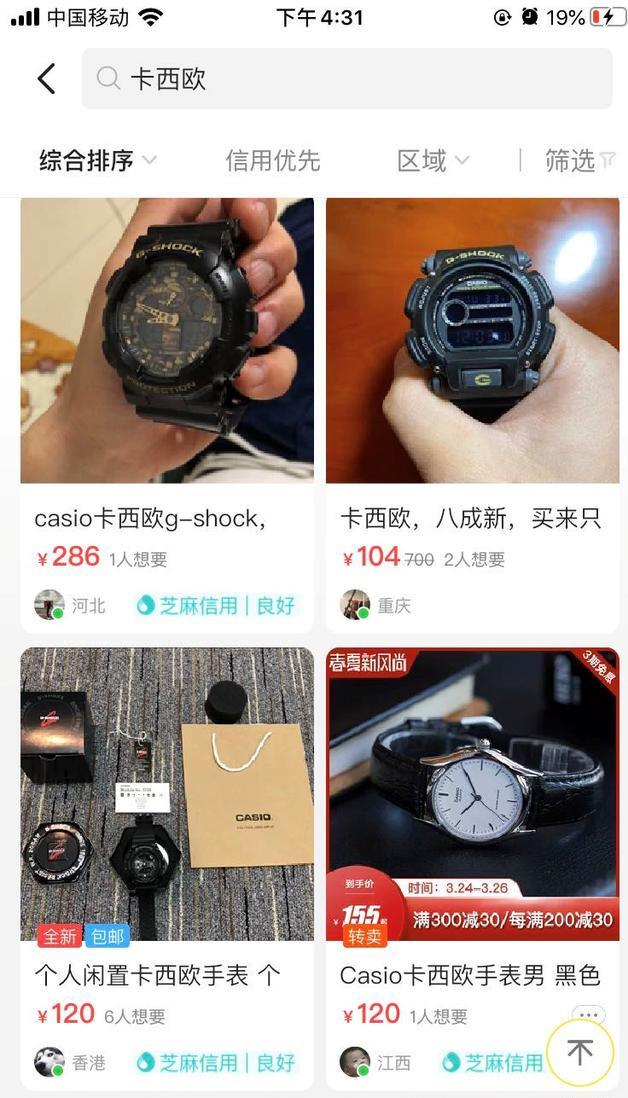 中国移动
下午4:31
19%
卡西欧
综合排序
信用优先
区域
筛选
G-SHOCK
PROTECTION
G-SHOCK
CASIO
G
casio卡西欧g-shock,
¥286 1人想要
河北
芝麻信用|良好
卡西欧，八成新，买来只
¥104 700 2人想要
重庆
CASIO
全新 包邮
个人闲置卡西欧手表 个
¥120 6人想要
香港
芝麻信用|良好
春夏新风尚
3期免息
到手价
¥155起
时间：3.24-3.26
满300减30/每满200减30
转卖
Casio卡西欧手表男 黑色
¥120 1人想要
江西
芝麻信用